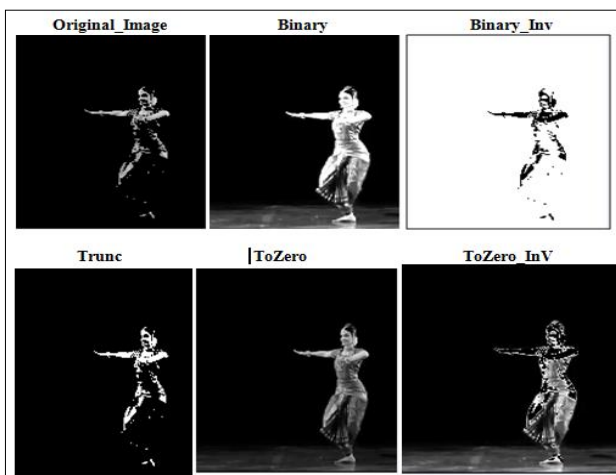 Original_Image
Binary
Binary_Inv
Trunc
ToZero
ToZero_InV